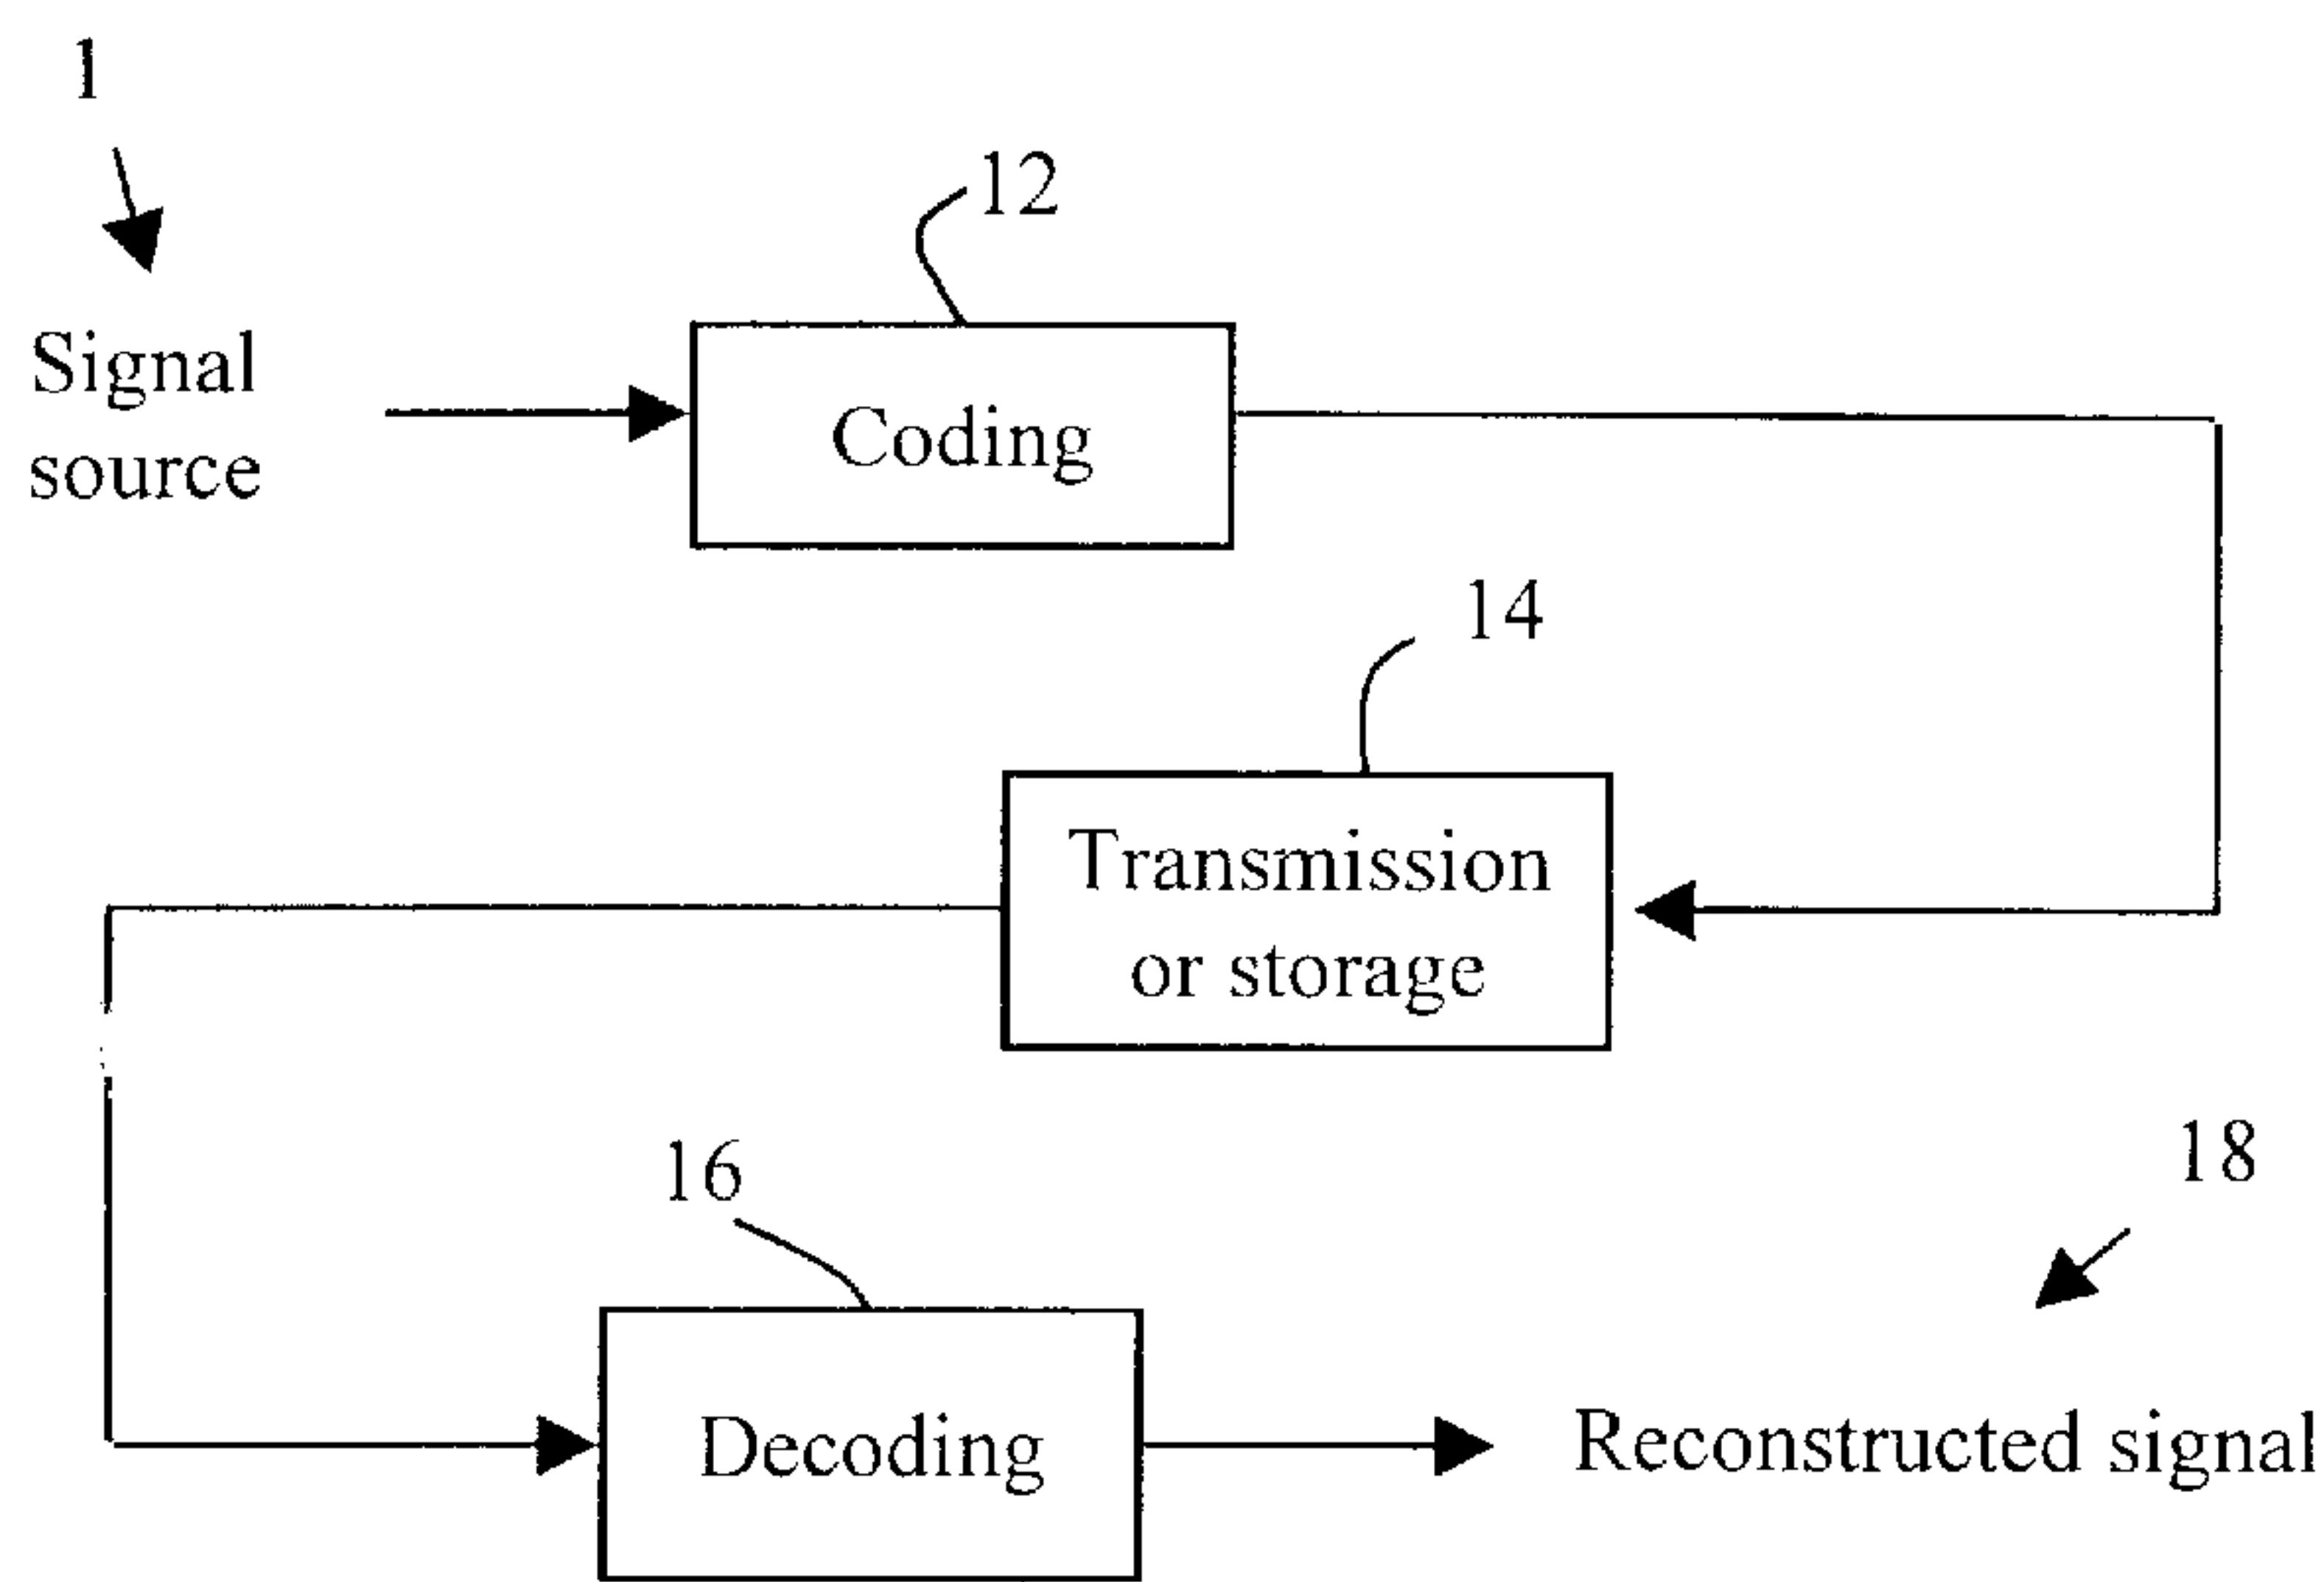 1
12
Signal
source
Coding
14
Transmission
or storage
16
18
Decoding
Reconstructed signal